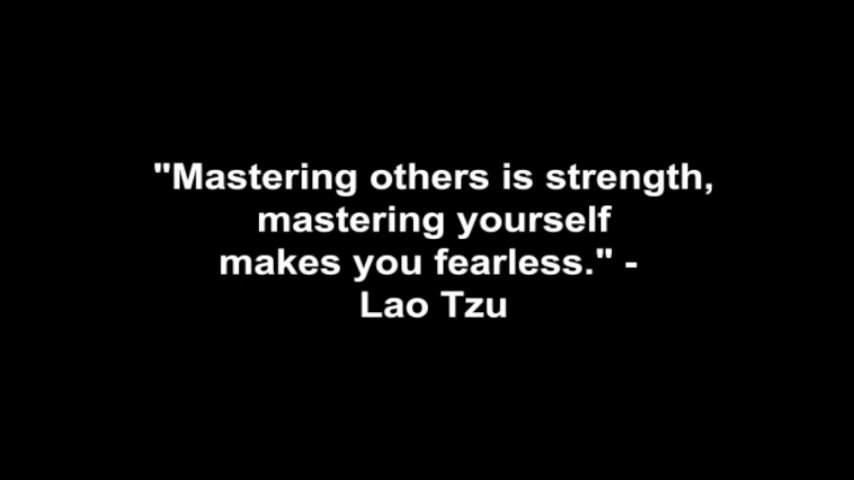 "Mastering others is strength,
mastering yourself
makes you fearless." -
Lao Tzu